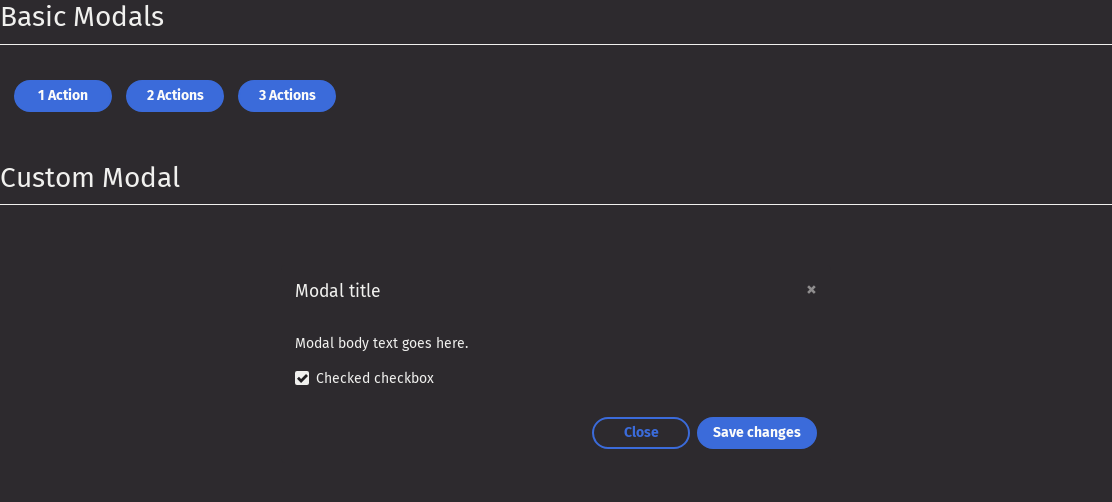 Basic Modals
1 Action 2 Actions 3 Actions
Custom Modal
Modal title
Modal body text goes here.
Checked checkbox
Close Save changes